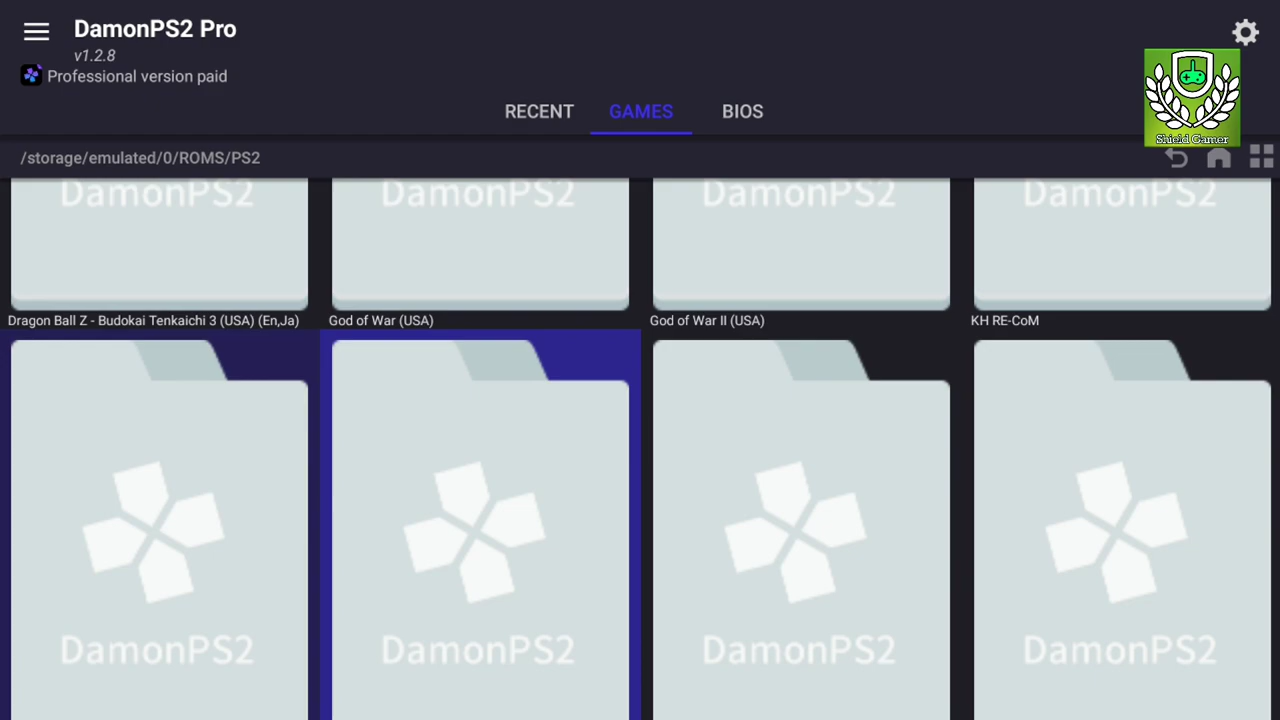 DamonPS2 Pro
v1.2.8
Professional version paid
Shield Gamer
RECENT GAMES BIOS
/storage/emulated/0/ROMS/PS2
DamonPS2 DamonPS2 DamonPS2 DamonPS2
Dragon Ball Z - Budokai Tenkaichi 3 (USA) (En,Ja) God of War (USA) God of War II (USA) KH RE-CoM
DamonPS2 DamonPS2 DamonPS2 DamonPS2